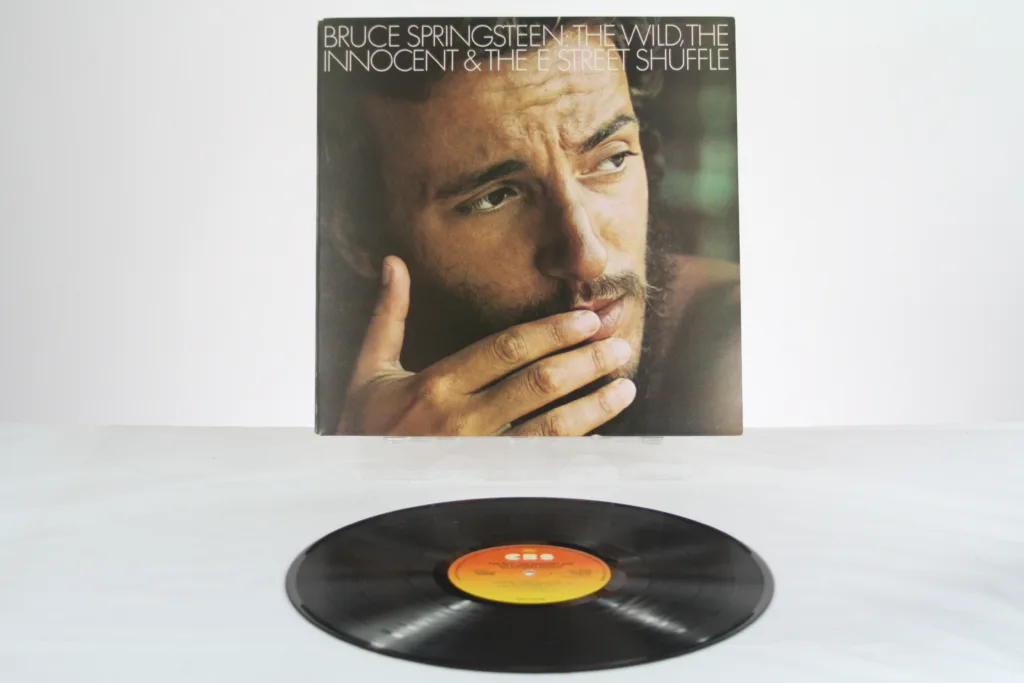 BRUCE SPRINGSTEEN: THE WILD, THE
INNOCENT & THE E STREET SHUFFLE
CBS